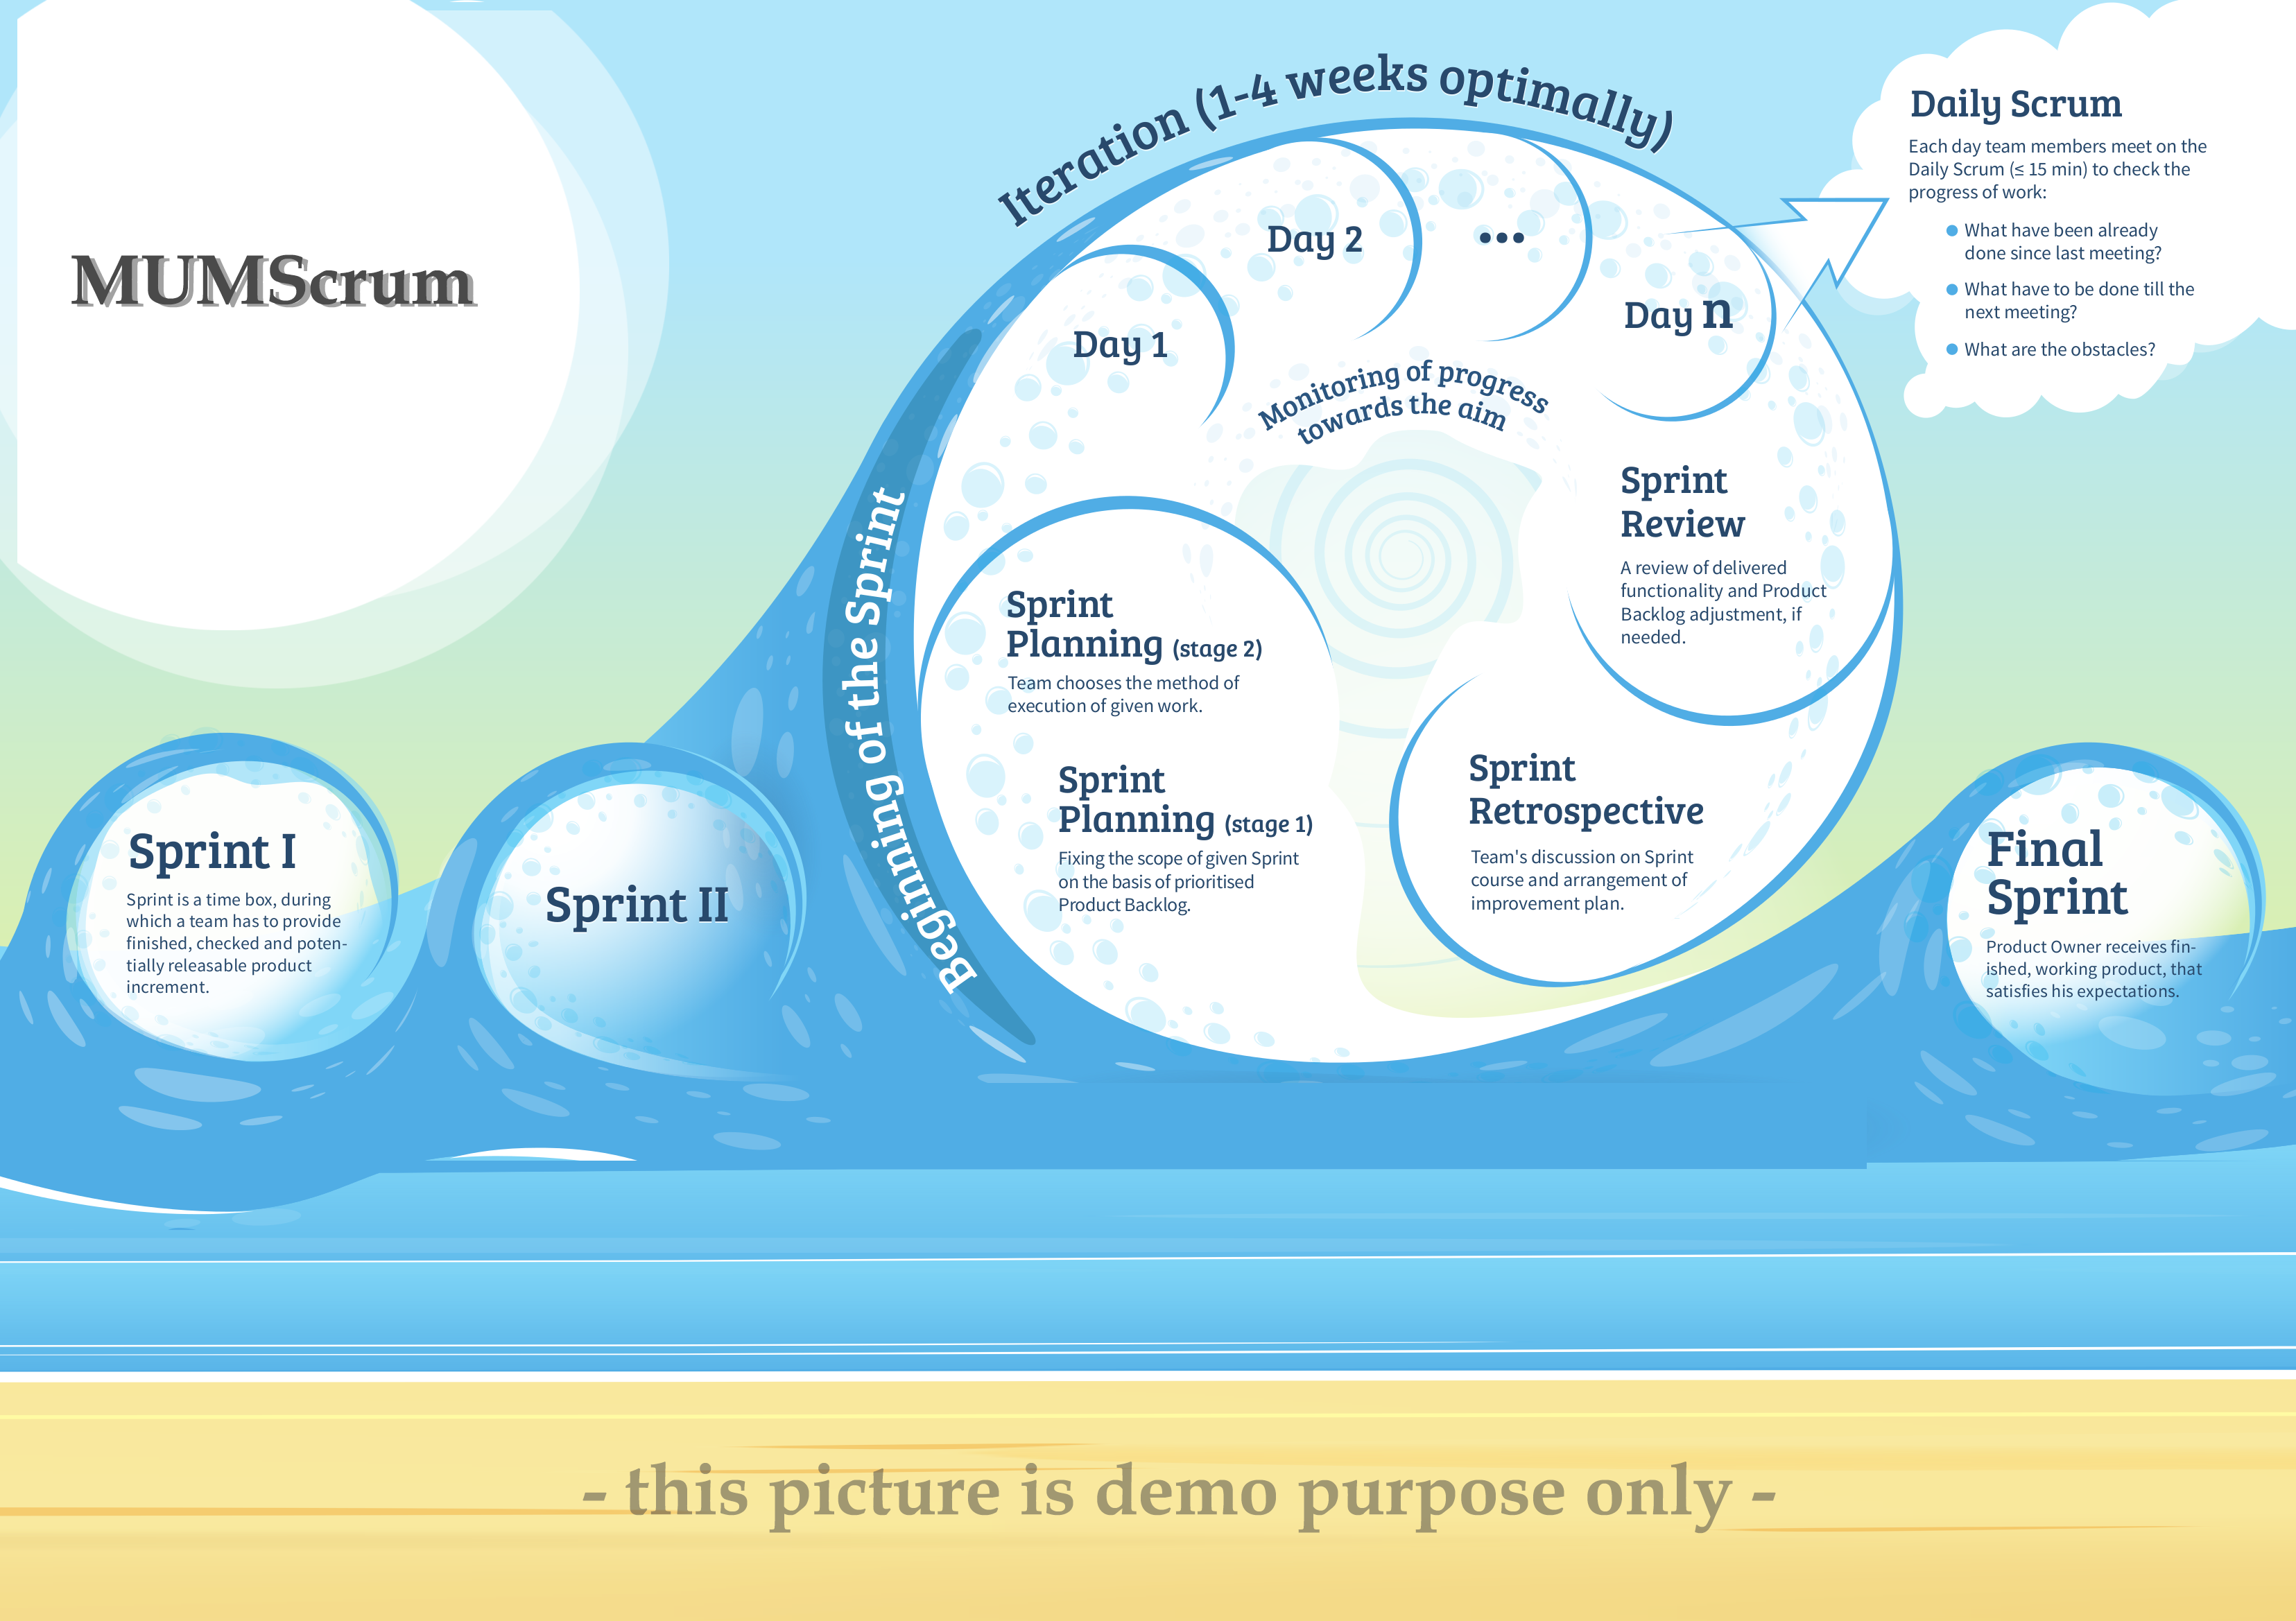 MUMScrum
Iteration (1-4 weeks optimally)
Daily Scrum
Each day team members meet on the
Daily Scrum (≤ 15 min) to check the
progress of work:
What have been already
done since last meeting?
What have to be done till the
next meeting?
What are the obstacles?
Day 1
Day 2
...
Day n
Monitoring of progress
towards the aim
Beginning of the Sprint
Sprint
Planning (stage 2)
Team chooses the method of
execution of given work.
Sprint
Planning (stage 1)
Fixing the scope of given Sprint
on the basis of prioritised
Product Backlog.
Sprint
Review
A review of delivered
functionality and Product
Backlog adjustment, if
needed.
Sprint
Retrospective
Team's discussion on Sprint
course and arrangement of
improvement plan.
Sprint I
Sprint is a time box, during
which a team has to provide
finished, checked and poten-
tially releasable product
increment.
Sprint II
Final
Sprint
Product Owner receives fin-
ished, working product, that
satisfies his expectations.
- this picture is demo purpose only -